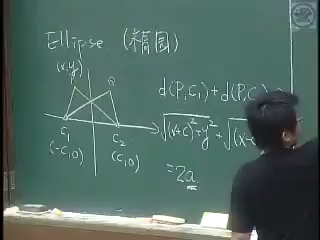 Ellipse (橢圓)
(x,y)
P Q
C₁ C₂
(-C,0) (C,0)
d(P,C₁)+d(P,C
√(x+c)²+y² + √(x-
=2a